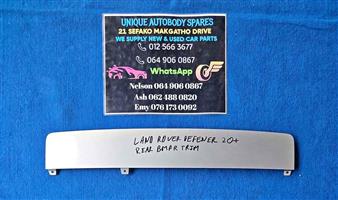 UNIQUE AUTOBODY SPARES
21 SEFAKO MAKGATHO DRIVE
WE SUPPLY NEW & USED CAR PARTS
012 566 3677
064 906 0867
WhatsApp
Nelson 064 906 0867
Ash 062 488 0820
Emy 076 173 0092
LAND ROVER DEFENER 20+
REAR BMPR TRIM